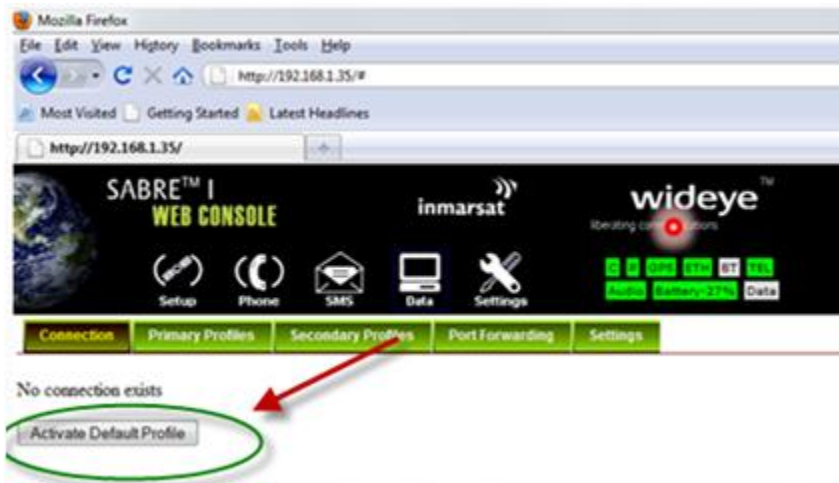 Mozilla Firefox
File Edit View History Bookmarks Tools Help
http://192.168.1.35/#
Most Visited Getting Started Latest Headlines
http://192.168.1.35/
SABRE™ I
WEB CONSOLE
inmarsat
wideye™
liberating
Setup Phone SMS Data Settings
C R GPS ETH BT TEL
Audio Battery-27% Data
Connection Primary Profiles Secondary Profiles Port Forwarding Settings
No connection exists
Activate Default Profile